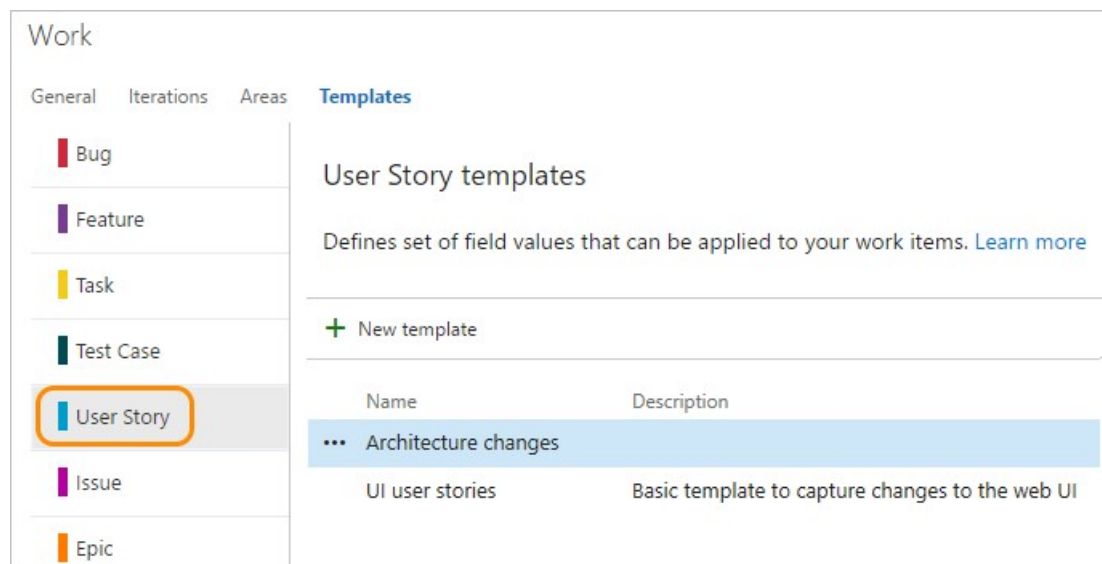 Work
General Iterations Areas Templates
Bug
Feature
Task
Test Case
User Story
Issue
Epic
User Story templates
Defines set of field values that can be applied to your work items. Learn more
+ New template
Name Description
••• Architecture changes
UI user stories Basic template to capture changes to the web UI